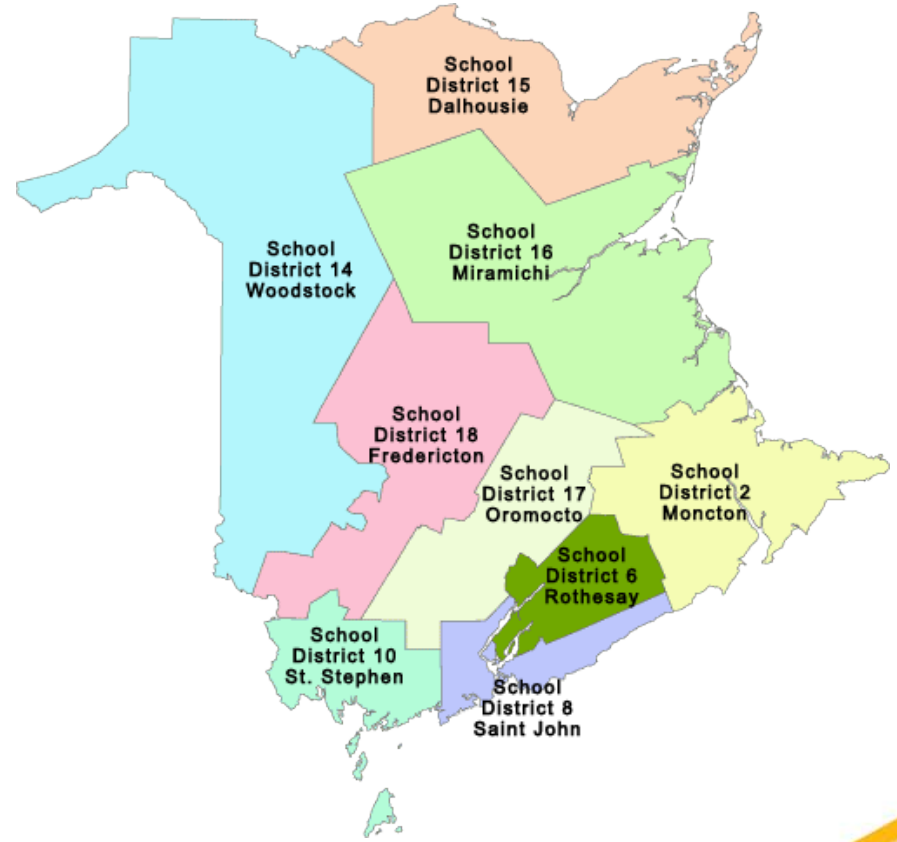 School
District 15
Dalhousie
School
District 16
Miramichi
School
District 14
Woodstock
School
District 18
Fredericton
School
District 17
Oromocto
School
District 2
Moncton
School
District 6
Rothesay
School
District 10
St. Stephen
School
District 8
Saint John